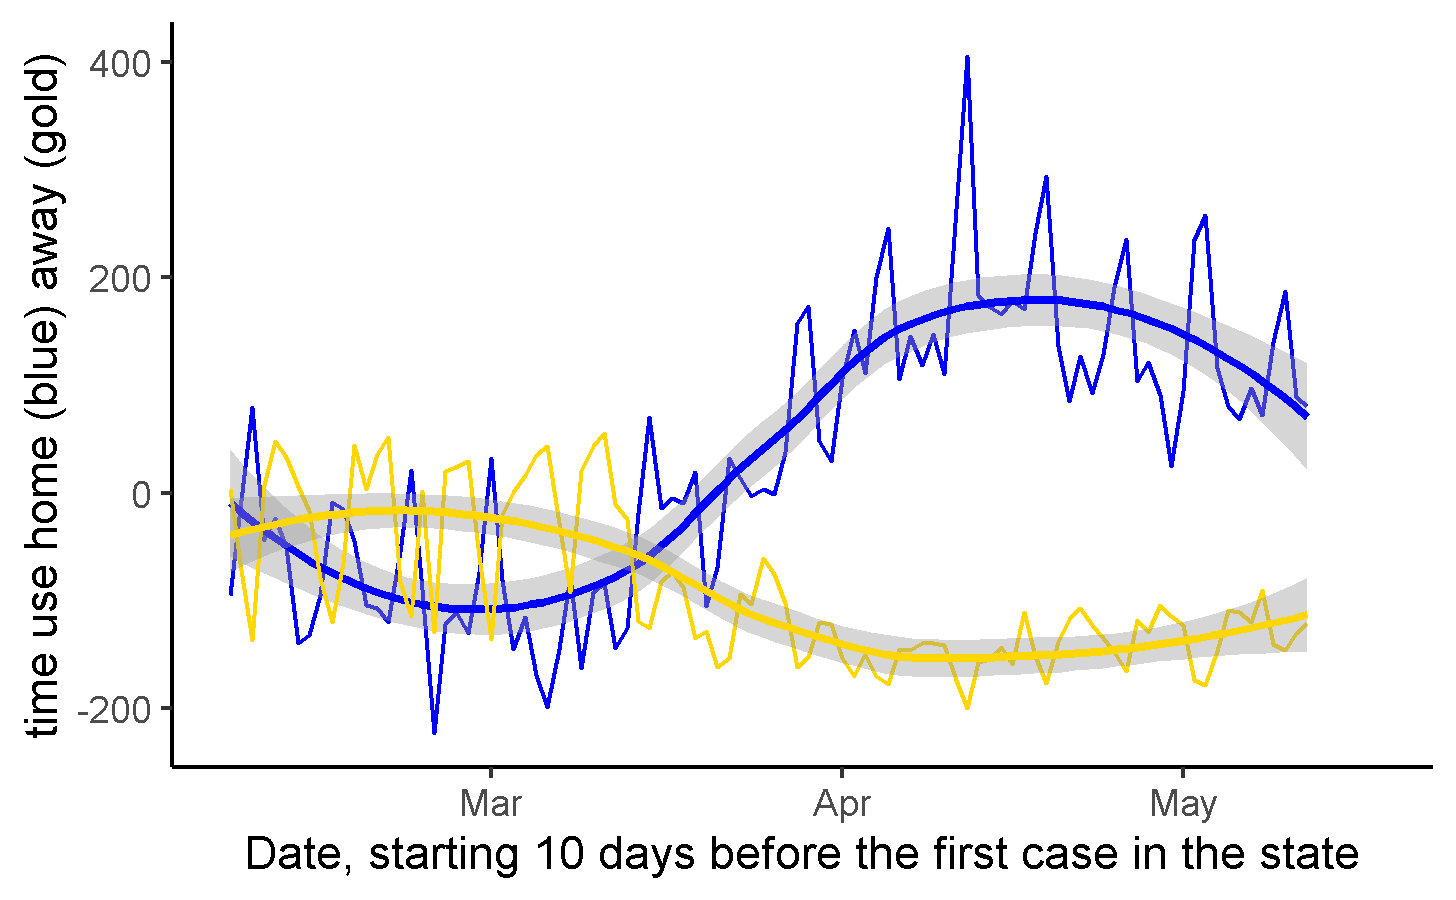 time use home (blue) away (gold)
400
200
0
-200
Mar Apr May
Date, starting 10 days before the first case in the state